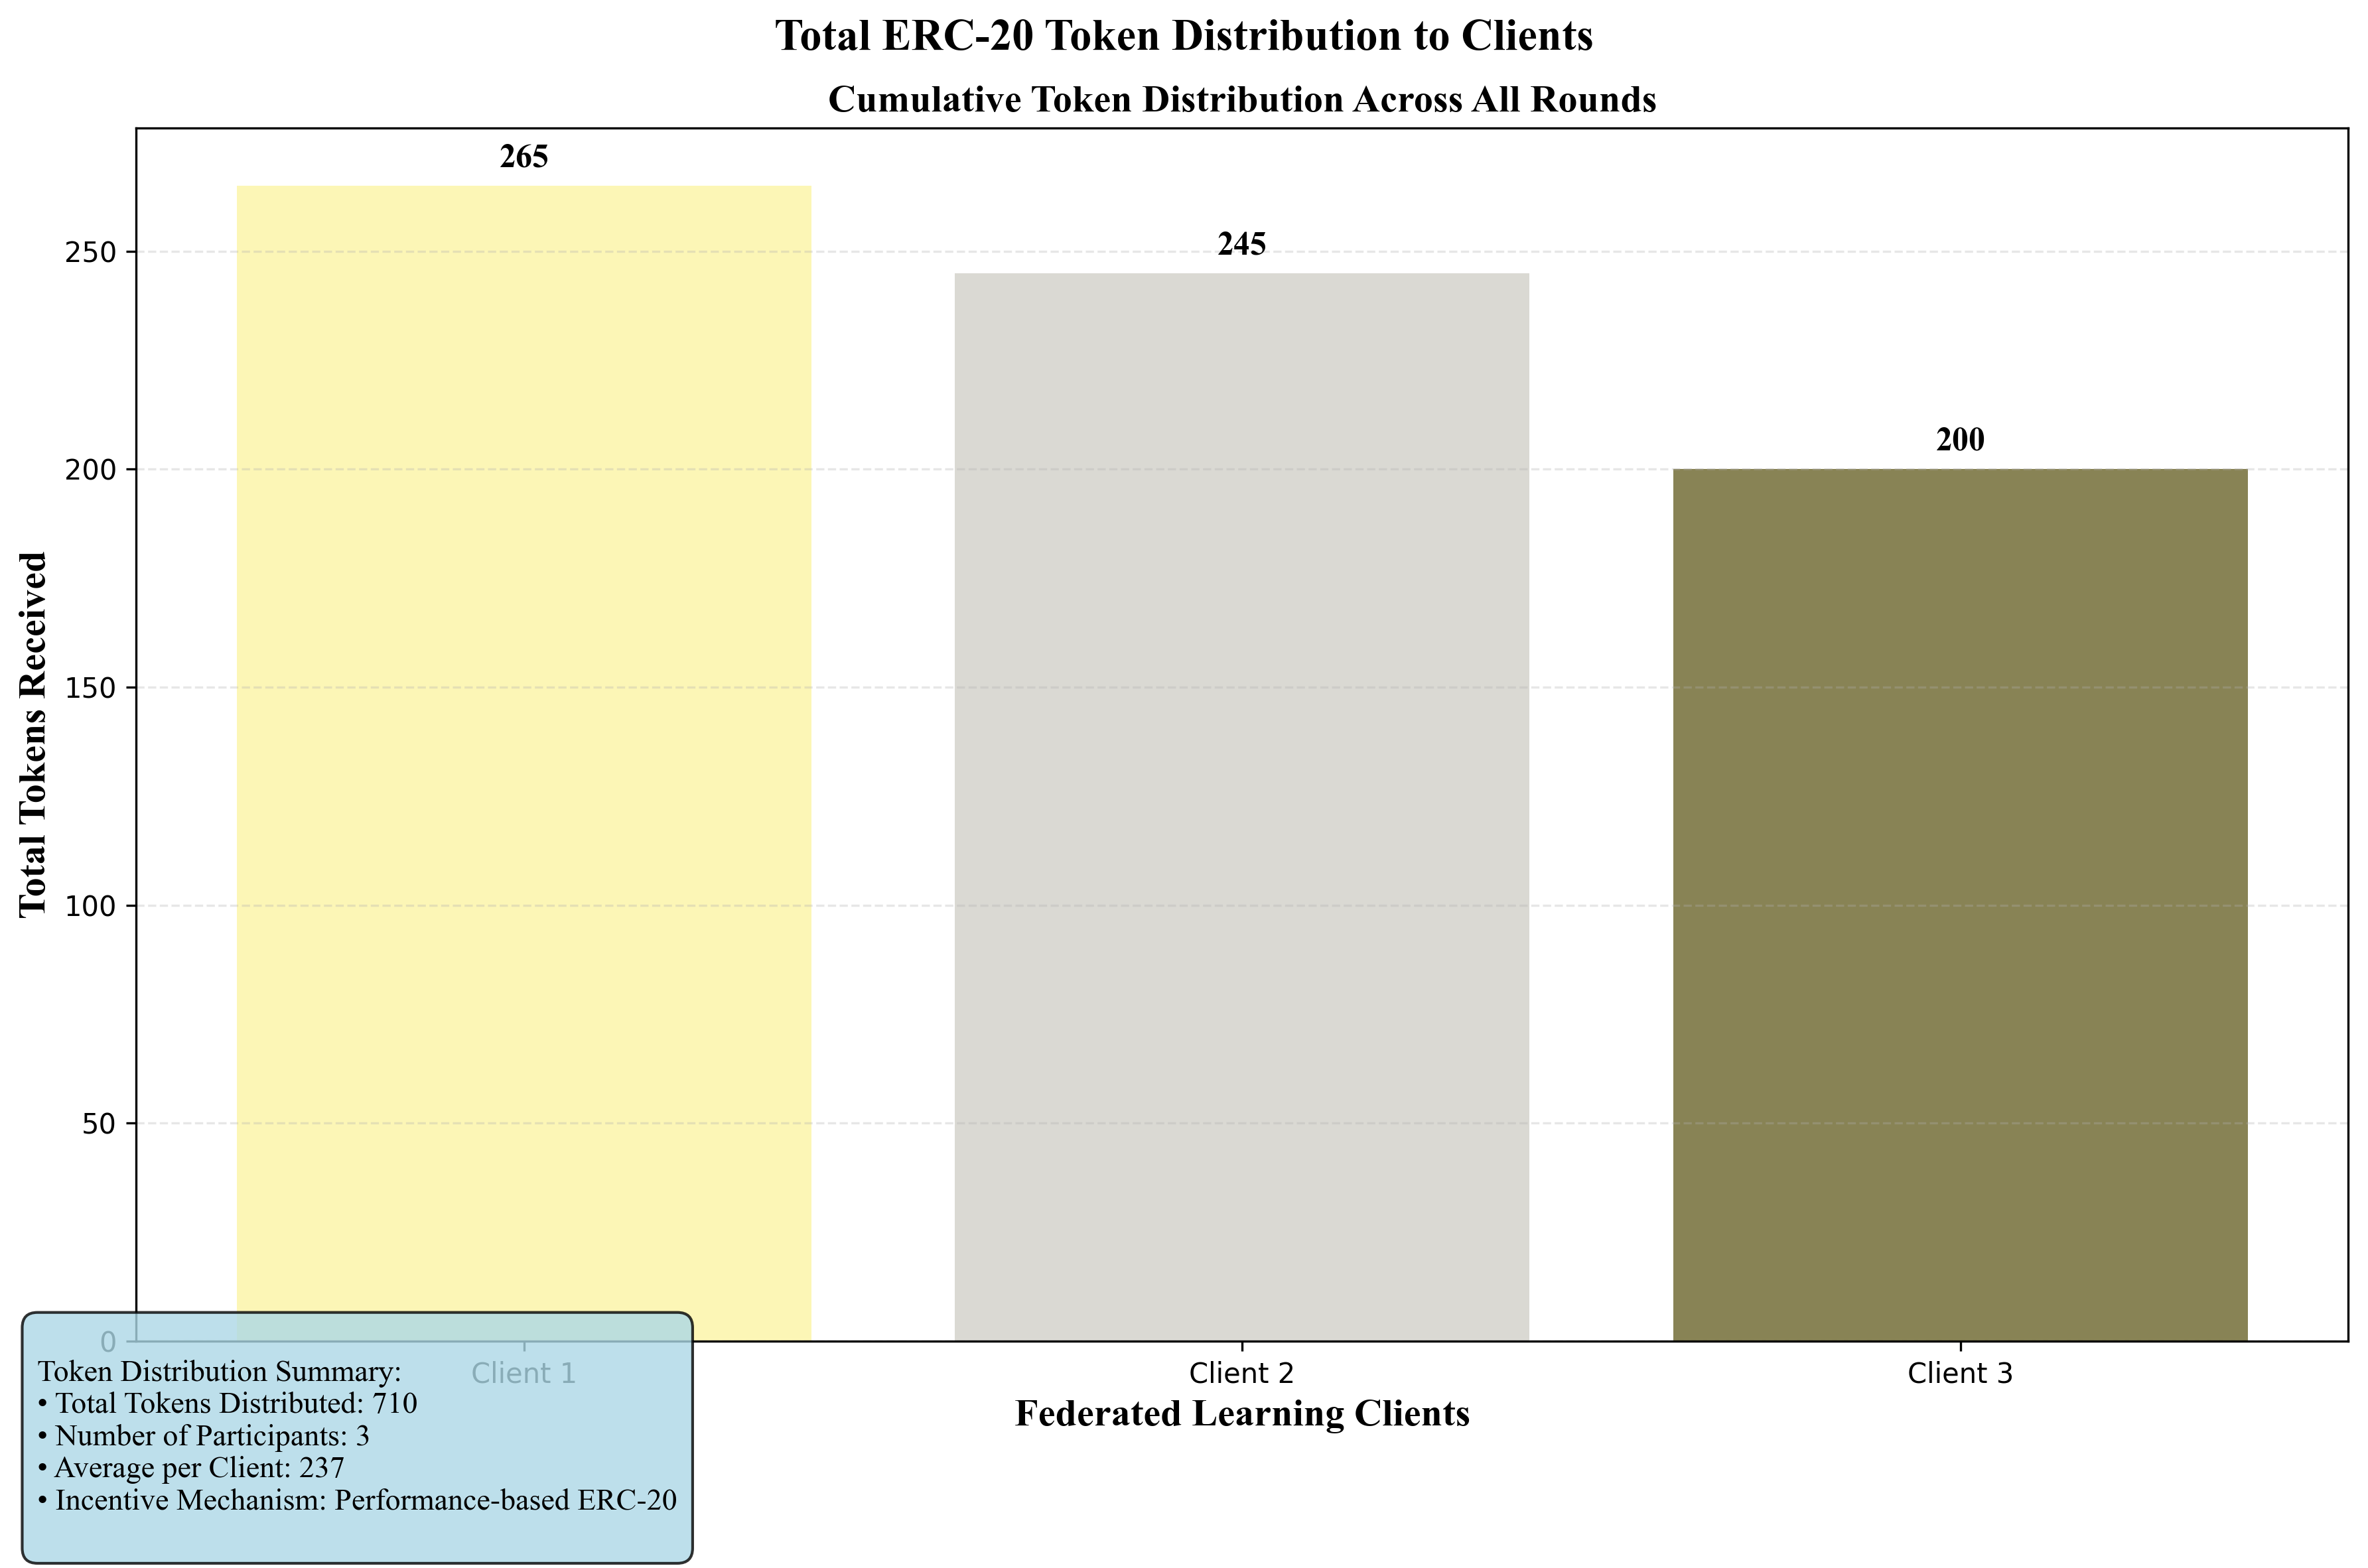 Total ERC-20 Token Distribution to Clients
Cumulative Token Distribution Across All Rounds
265
245
200
250
200
150
100
50
0
Total Tokens Received
Client 1
Client 2
Client 3
Federated Learning Clients
Token Distribution Summary:
• Total Tokens Distributed: 710
• Number of Participants: 3
• Average per Client: 237
• Incentive Mechanism: Performance-based ERC-20